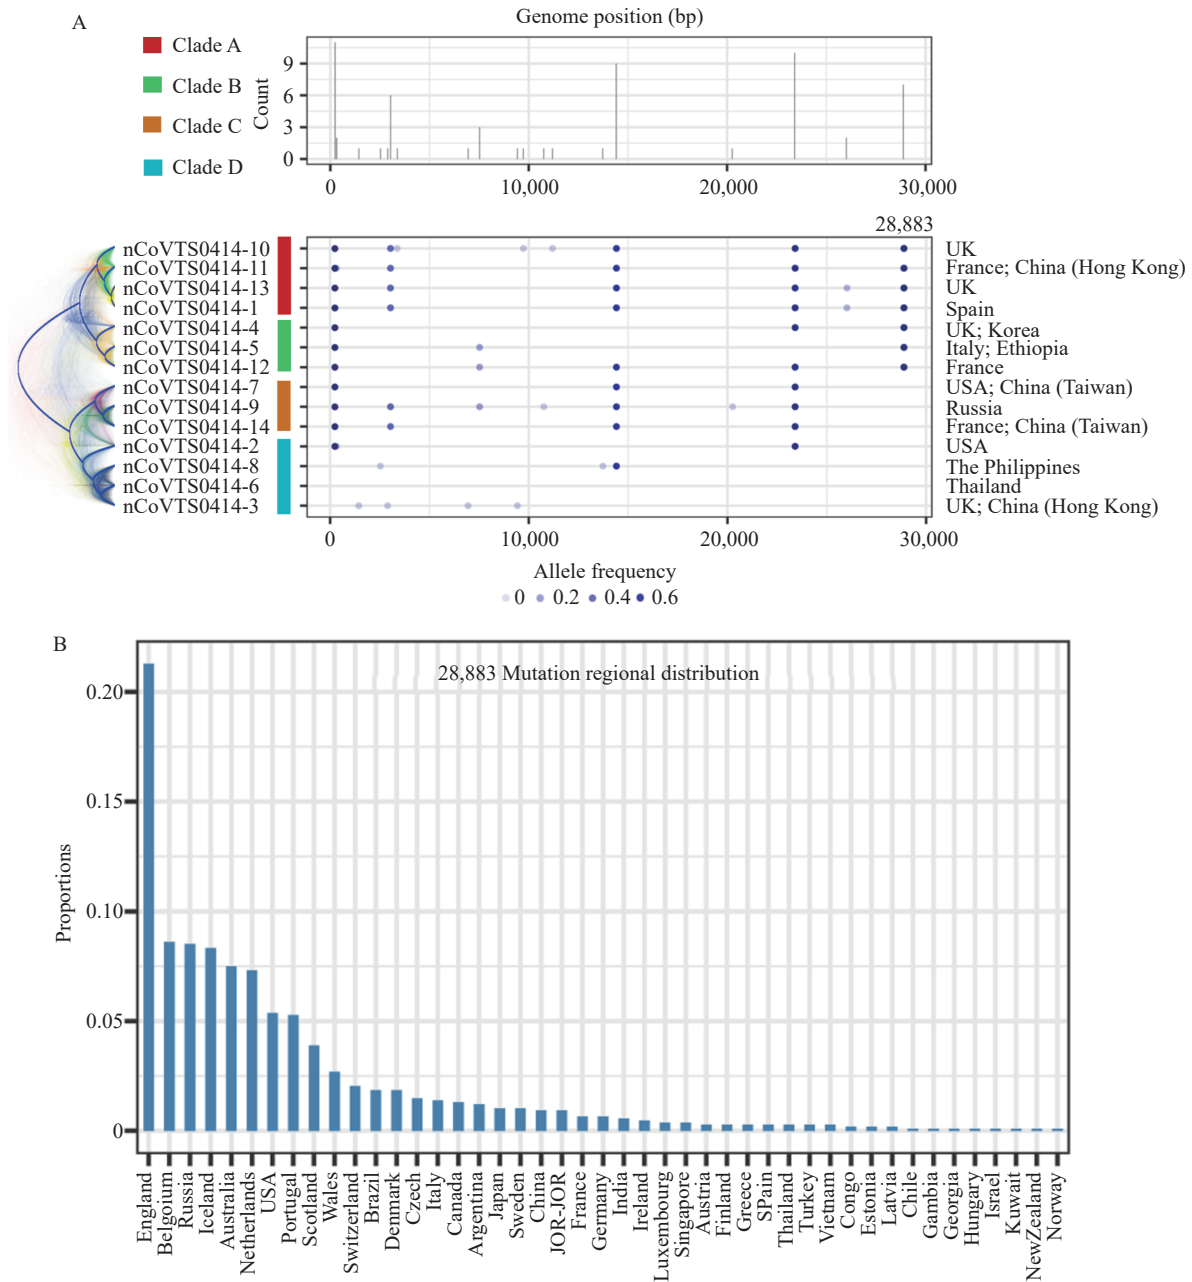 A
Genome position (bp)
Clade A
Clade B
Clade C
Clade D
Count
9
6
3
0
0 10,000 20,000 30,000
28,883
nCoVTS0414-10 UK
nCoVTS0414-11 France; China (Hong Kong)
nCoVTS0414-13 UK
nCoVTS0414-1 Spain
nCoVTS0414-4 UK; Korea
nCoVTS0414-5 Italy; Ethiopia
nCoVTS0414-12 France
nCoVTS0414-7 USA; China (Taiwan)
nCoVTS0414-9 Russia
nCoVTS0414-14 France; China (Taiwan)
nCoVTS0414-2 USA
nCoVTS0414-8 The Philippines
nCoVTS0414-6 Thailand
nCoVTS0414-3 UK; China (Hong Kong)
0 10,000 20,000 30,000
Allele frequency
0 0.2 0.4 0.6
B
28,883 Mutation regional distribution
Proportions
0.20
0.15
0.10
0.05
0
England
Belgoium
Russia
Iceland
Australia
Netherlands
USA
Portugal
Scotland
Wales
Switzerland
Brazil
Denmark
Czech
Italy
Canada
Argentina
Japan
Sweden
China
JOR-JOR
France
Germany
India
Ireland
Luxembourg
Singapore
Austria
Finland
Greece
SPain
Thailand
Turkey
Vietnam
Congo
Estonia
Latvia
Chile
Gambia
Georgia
Hungary
Israel
Kuwait
NewZealand
Norway